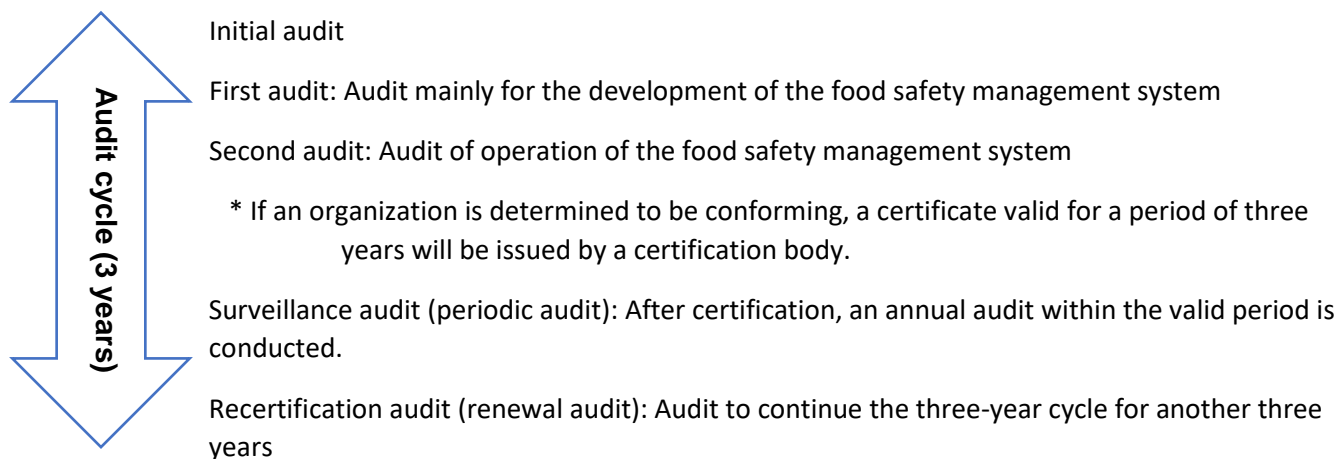 Initial audit
First audit: Audit mainly for the development of the food safety management system
Second audit: Audit of operation of the food safety management system
* If an organization is determined to be conforming, a certificate valid for a period of three
years will be issued by a certification body.
Surveillance audit (periodic audit): After certification, an annual audit within the valid period is
conducted.
Recertification audit (renewal audit): Audit to continue the three-year cycle for another three
years
Audit cycle (3 years)